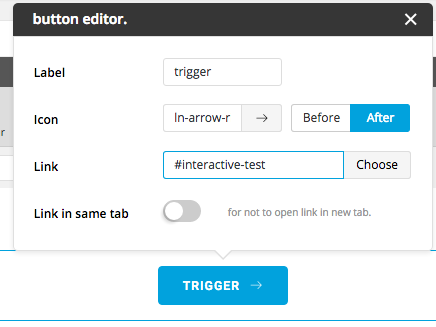 button editor.
Label trigger
Icon ln-arrow-r Before After
r
Link #interactive-test Choose
Link in same tab for not to open link in new tab.
TRIGGER